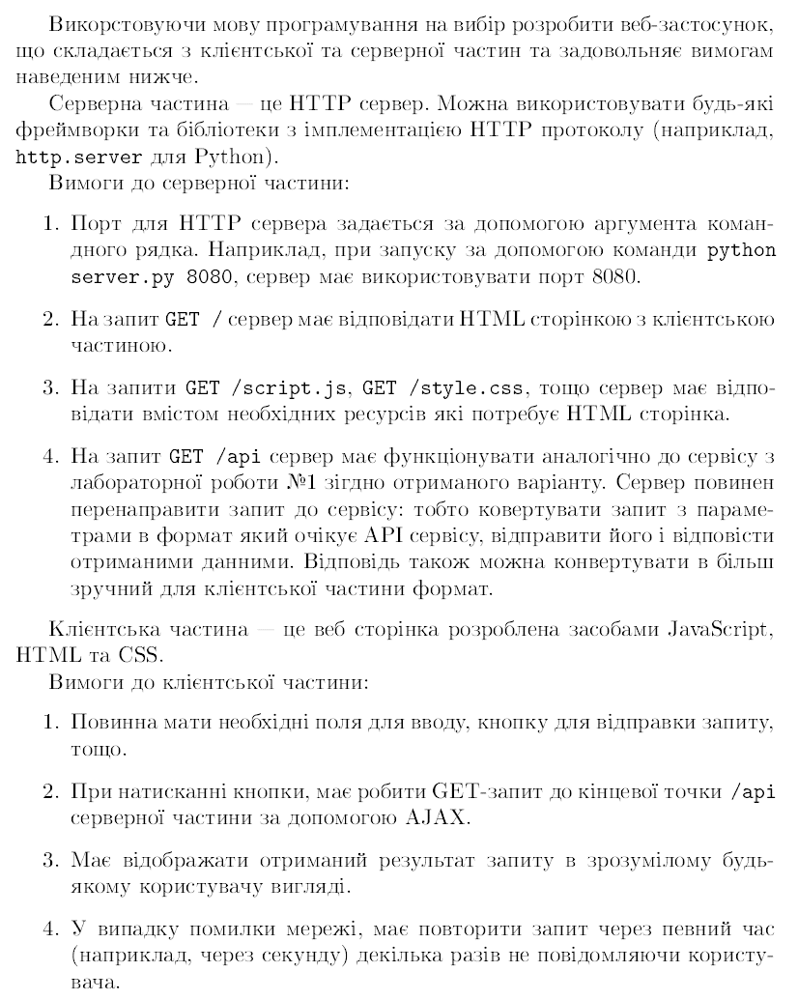 Викорстовуючи мову програмування на вибір розробити веб-застосунок,
що складається з клієнтської та серверної частин та задовольняє вимогам
наведеним нижче.
Серверна частина — це HTTP сервер. Можна використовувати будь-які
фреймворки та бібліотеки з імплементацією HTTP протоколу (наприклад,
http.server для Python).
Вимоги до серверної частини:
1. Порт для HTTP сервера задається за допомогою аргумента коман-
дного рядка. Наприклад, при запуску за допомогою команди python
server.py 8080, сервер має використовувати порт 8080.
2. На запит GET / сервер має відповідати HTML сторінкою з клієнтською
частиною.
3. На запити GET /script.js, GET /style.css, тощо сервер має відпо-
відати вмістом необхідних ресурсів які потребує HTML сторінка.
4. На запит GET /api сервер має функціонувати аналогічно до сервісу з
лабораторної роботи №1 зігдно отриманого варіанту. Сервер повинен
перенаправити запит до сервісу: тобто ковертувати запит з параме-
трами в формат який очікує API сервісу, відправити його і відповісти
отриманими данними. Відповідь також можна конвертувати в більш
зручний для клієнтської частини формат.
Клієнтська частина — це веб сторінка розроблена засобами JavaScript,
HTML та CSS.
Вимоги до клієнтської частини:
1. Повинна мати необхідні поля для вводу, кнопку для відправки запиту,
тощо.
2. При натисканні кнопки, має робити GET-запит до кінцевої точки /api
серверної частини за допомогою AJAX.
3. Має відображати отриманий результат запиту в зрозумілому будь-
якому користувачу вигляді.
4. У випадку помилки мережі, має повторити запит через певний час
(наприклад, через секунду) декілька разів не повідомляючи користу-
вача.